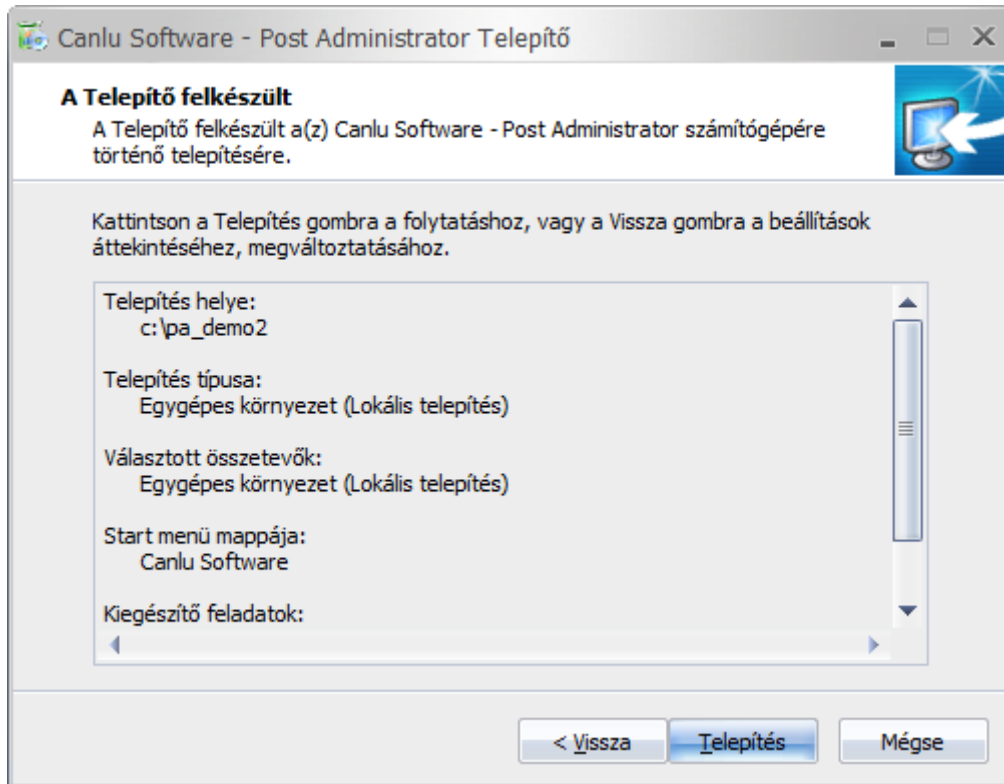 Canlu Software - Post Administrator Telepítő
A Telepítő felkészült
A Telepítő felkészült a(z) Canlu Software - Post Administrator számítógépére
történő telepítésére.
Kattintson a Telepítés gombra a folytatáshoz, vagy a Vissza gombra a beállítások
áttekintéséhez, megváltoztatásához.
Telepítés helye:
c:\pa_demo2
Telepítés típusa:
Egygépes környezet (Lokális telepítés)
Választott összetevők:
Egygépes környezet (Lokális telepítés)
Start menü mappája:
Canlu Software
Kiegészítő feladatok:
< Vissza
Telepítés
Mégse